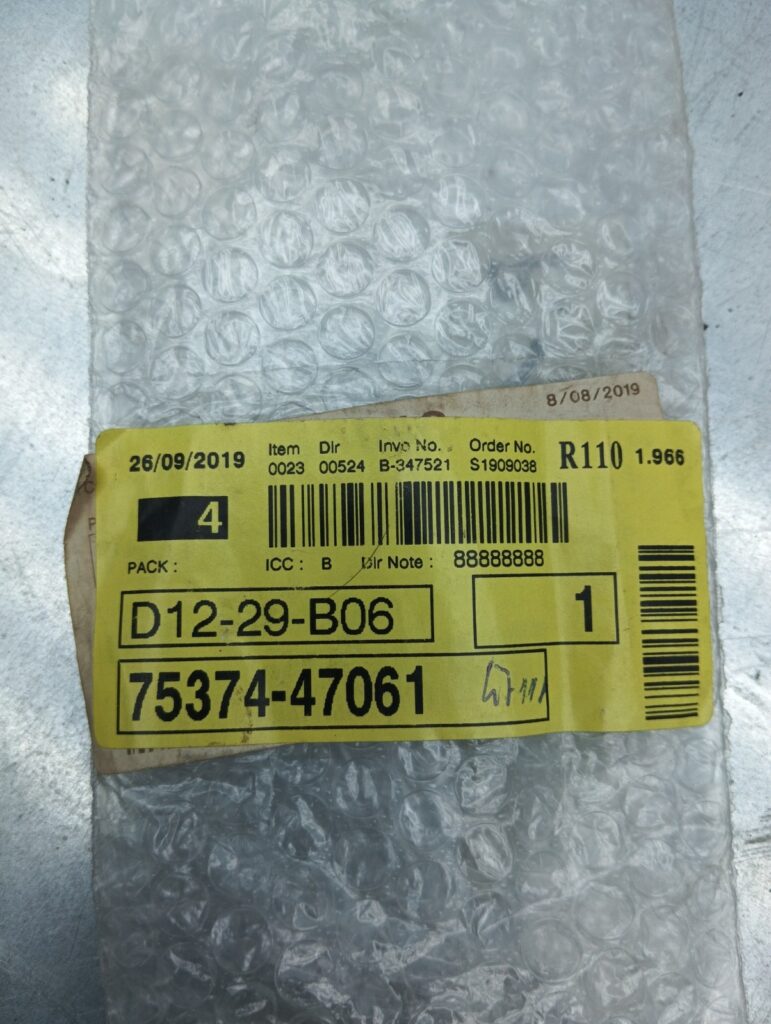 8/08/2019
26/09/2019
Item Dlr Invo No. Order No.
0023 00524 B-347521 S1909038 R110 1.966
4
PACK : ICC : B Dlr Note : 88888888
D12-29-B06 1
75374-47061